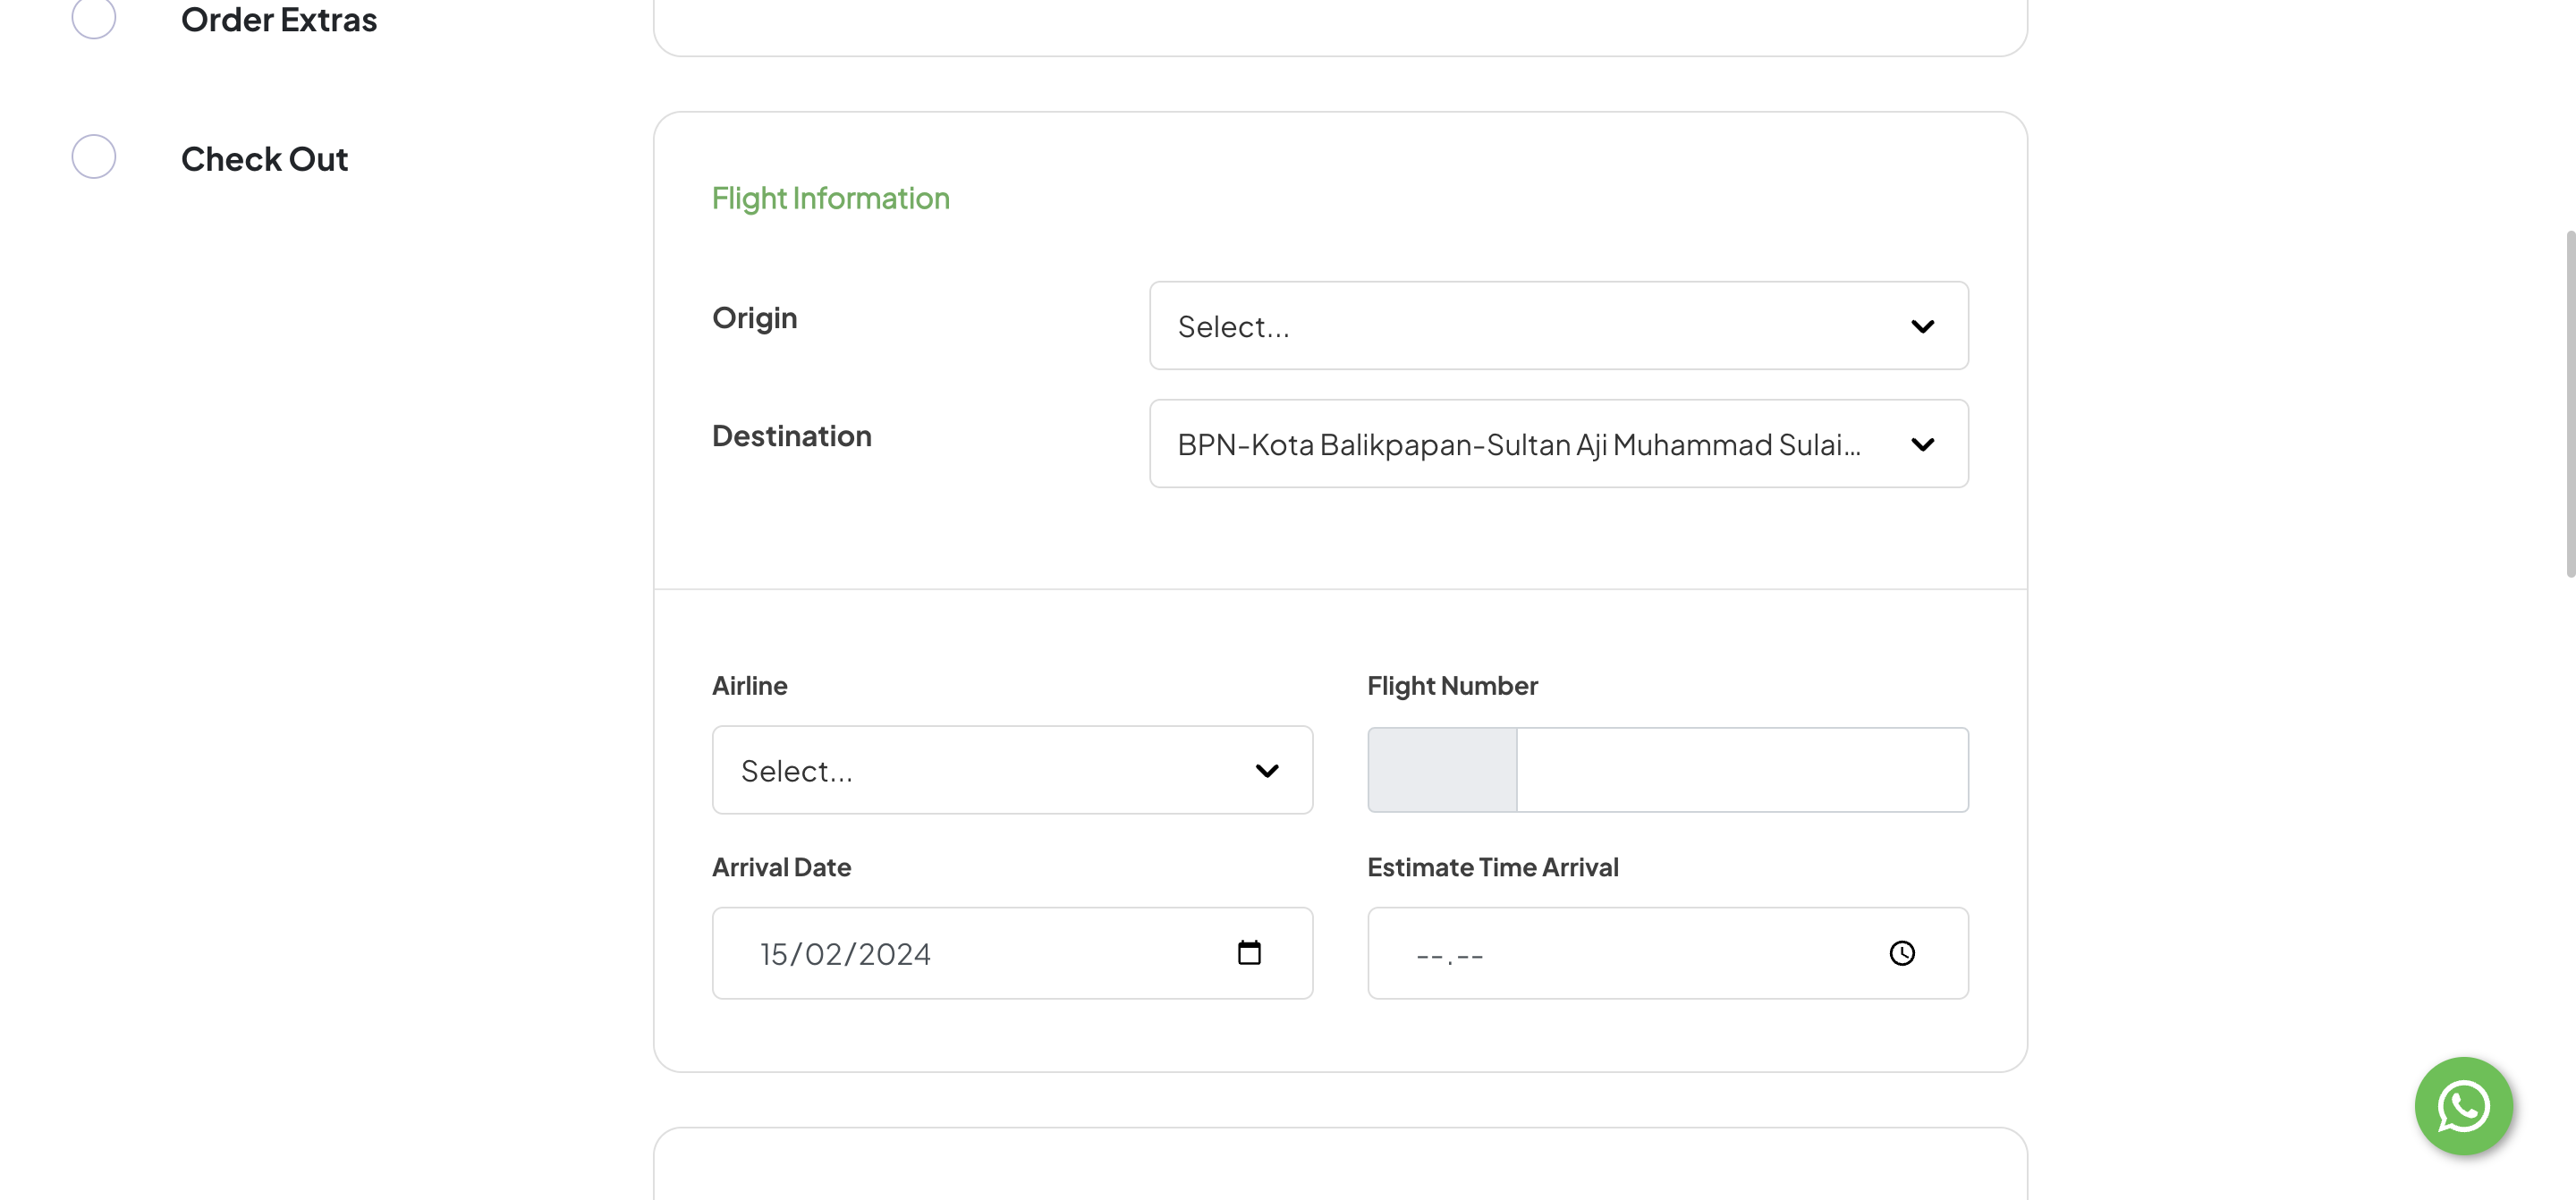 Order Extras
Check Out
Flight Information
Origin
Select...
Destination
BPN-Kota Balikpapan-Sultan Aji Muhammad Sulai...
Airline
Flight Number
Select...
Arrival Date
Estimate Time Arrival
15/02/2024
--.--